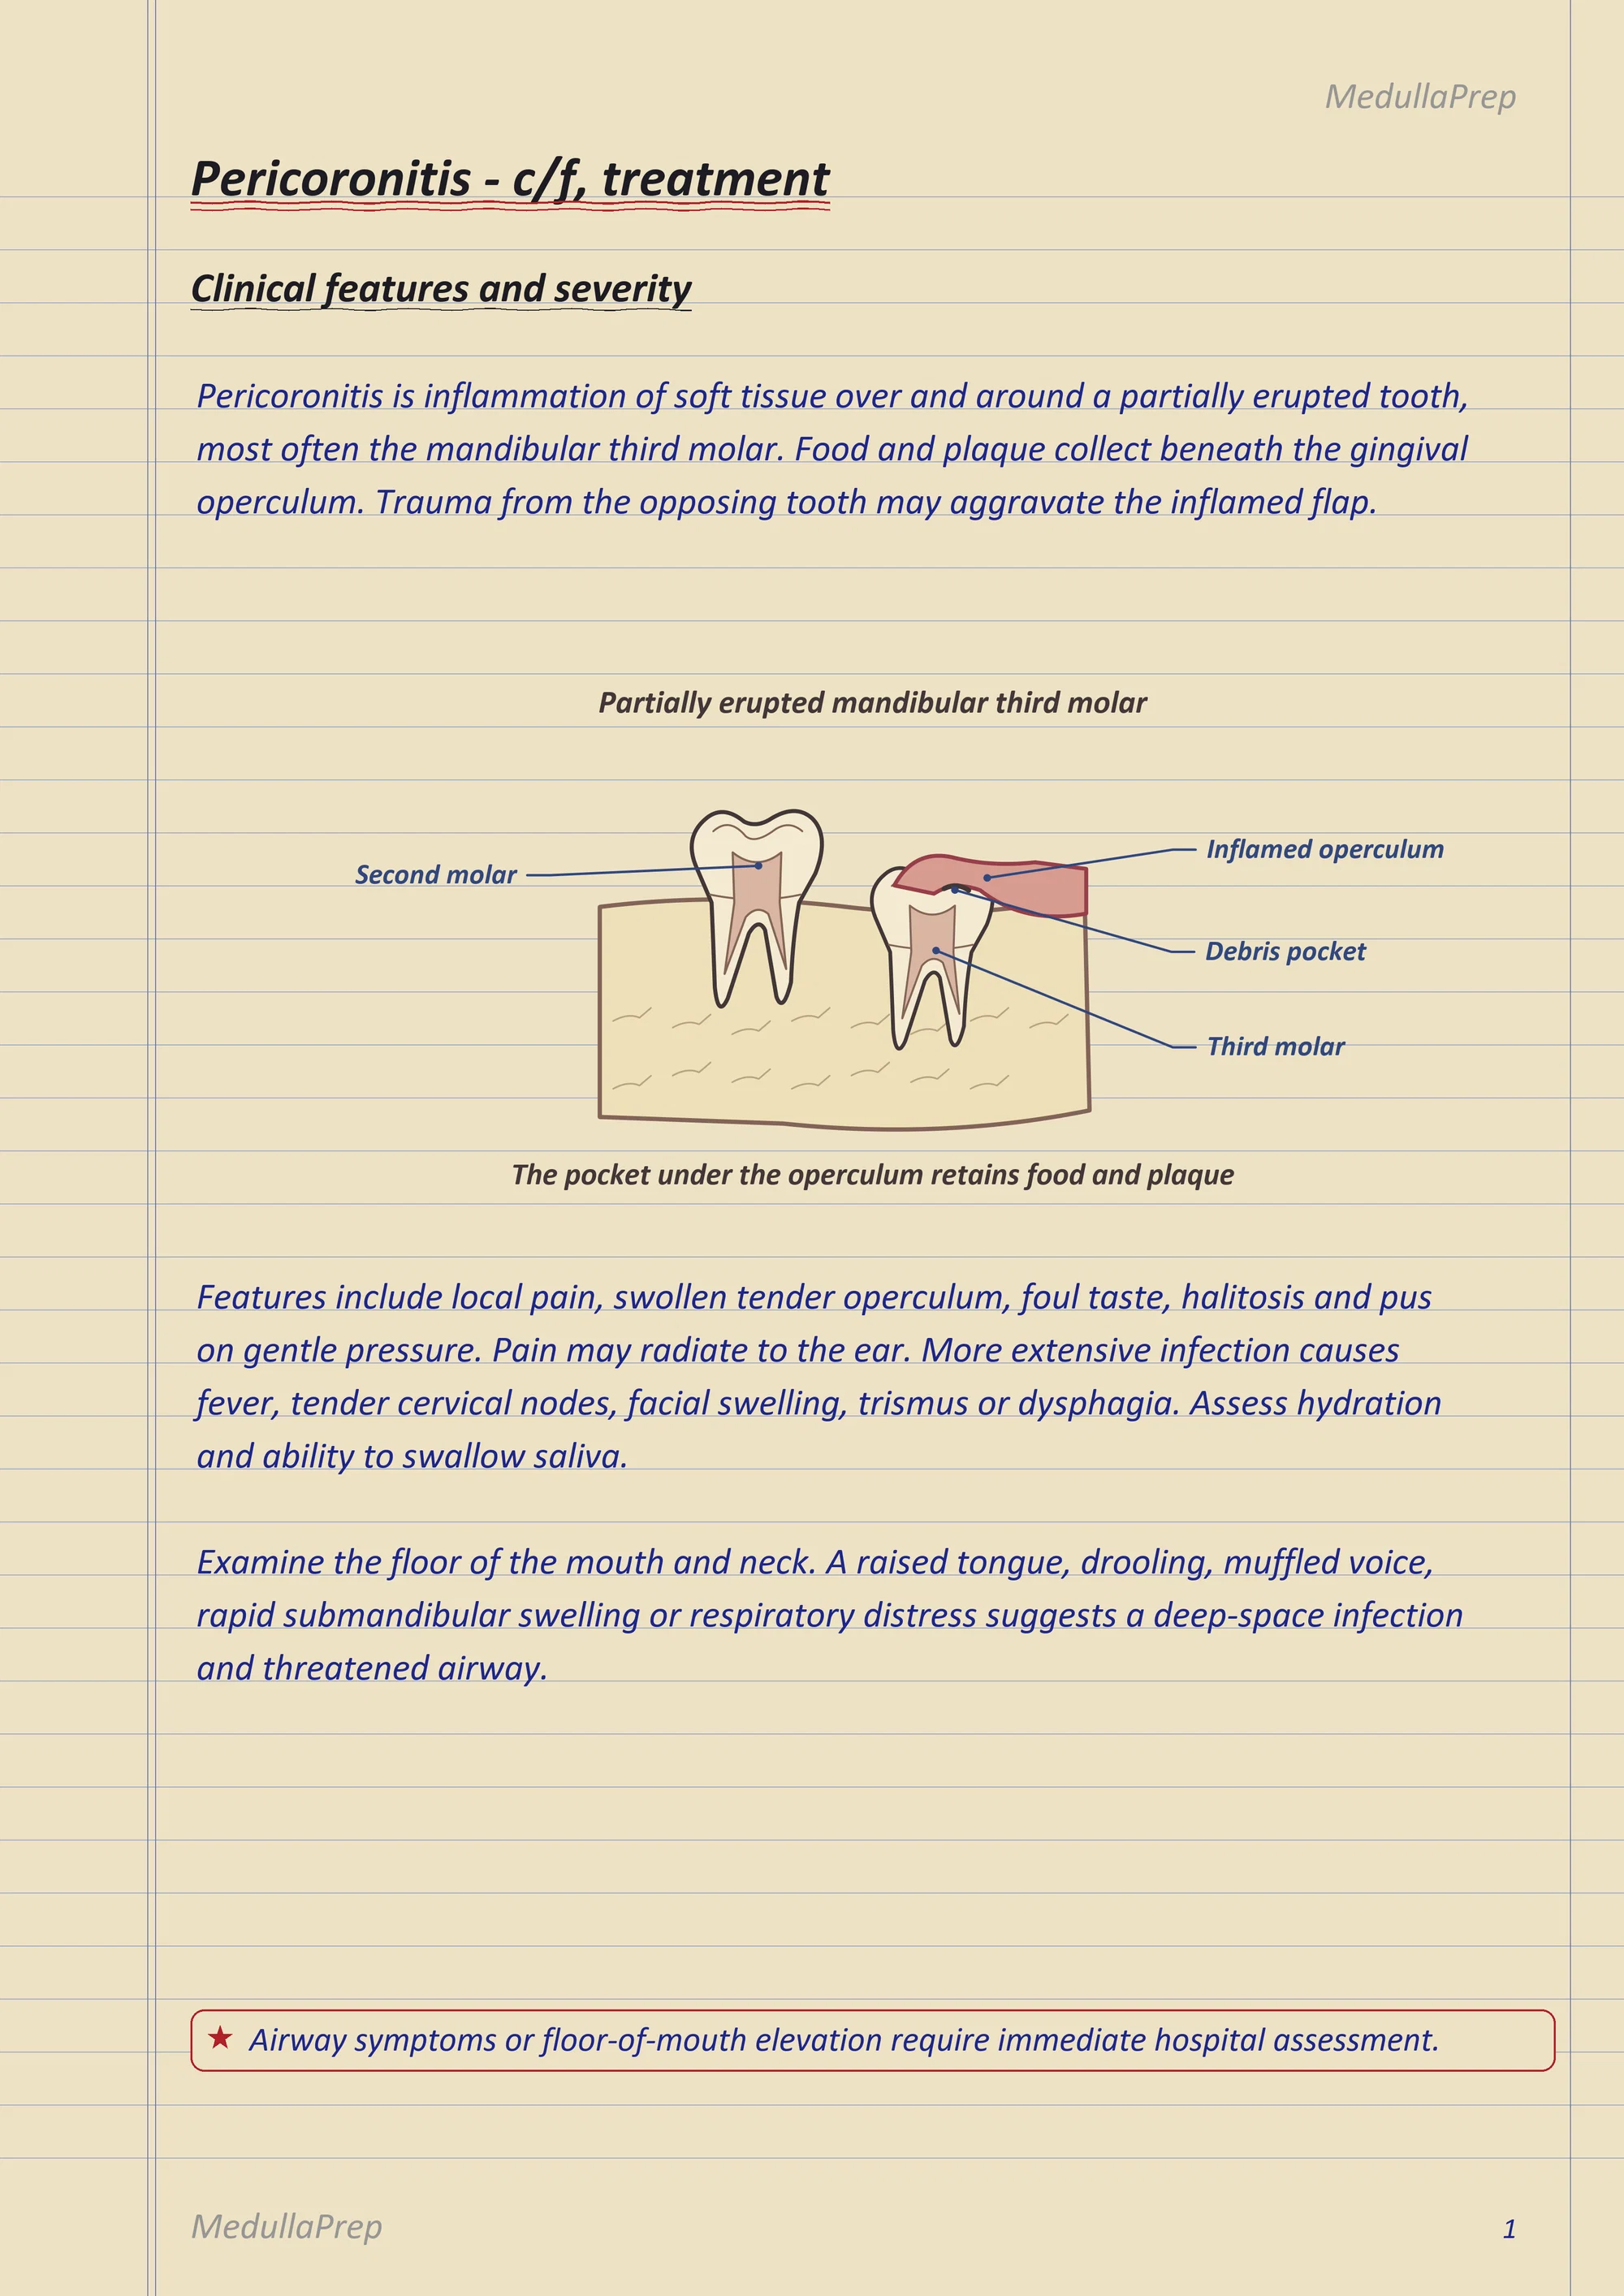 MedullaPrep
Pericoronitis - c/f, treatment
Clinical features and severity
Pericoronitis is inflammation of soft tissue over and around a partially erupted tooth,
most often the mandibular third molar. Food and plaque collect beneath the gingival
operculum. Trauma from the opposing tooth may aggravate the inflamed flap.
Partially erupted mandibular third molar
Inflamed operculum
Second molar
Debris pocket
Third molar
The pocket under the operculum retains food and plaque
Features include local pain, swollen tender operculum, foul taste, halitosis and pus
on gentle pressure. Pain may radiate to the ear. More extensive infection causes
fever, tender cervical nodes, facial swelling, trismus or dysphagia. Assess hydration
and ability to swallow saliva.
Examine the floor of the mouth and neck. A raised tongue, drooling, muffled voice,
rapid submandibular swelling or respiratory distress suggests a deep-space infection
and threatened airway.
★ Airway symptoms or floor-of-mouth elevation require immediate hospital assessment.
MedullaPrep
1